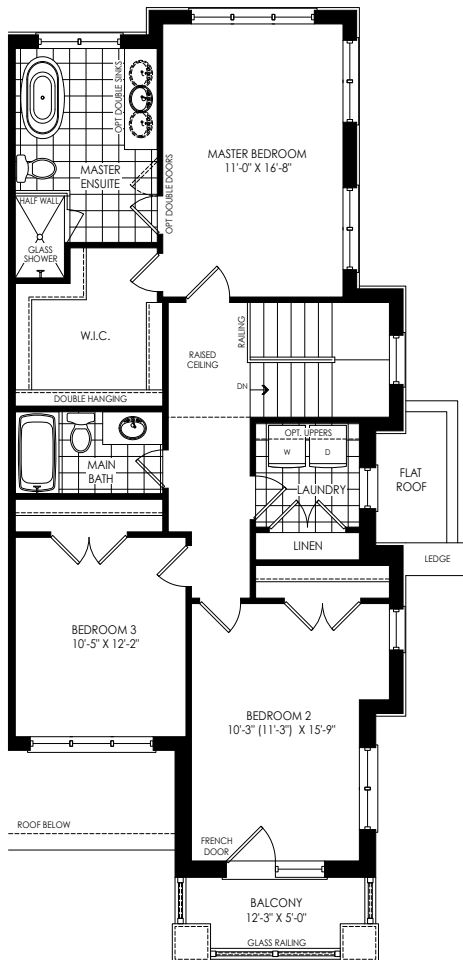 OPT DOUBLE SINKS
MASTER
ENSUITE
OPT DOUBLE DOORS
MASTER BEDROOM
11'-0" X 16'-8"
HALF WALL
GLASS
SHOWER
W.I.C.
DOUBLE HANGING
RAISED
CEILING
RAILING
DN
OPT. UPPERS
W
D
LAUNDRY
LINEN
FLAT
ROOF
LEDGE
MAIN
BATH
BEDROOM 3
10'-5" X 12'-2"
BEDROOM 2
10'-3" (11'-3") X 15'-9"
ROOF BELOW
FRENCH
DOOR
BALCONY
12'-3" X 5'-0"
GLASS RAILING